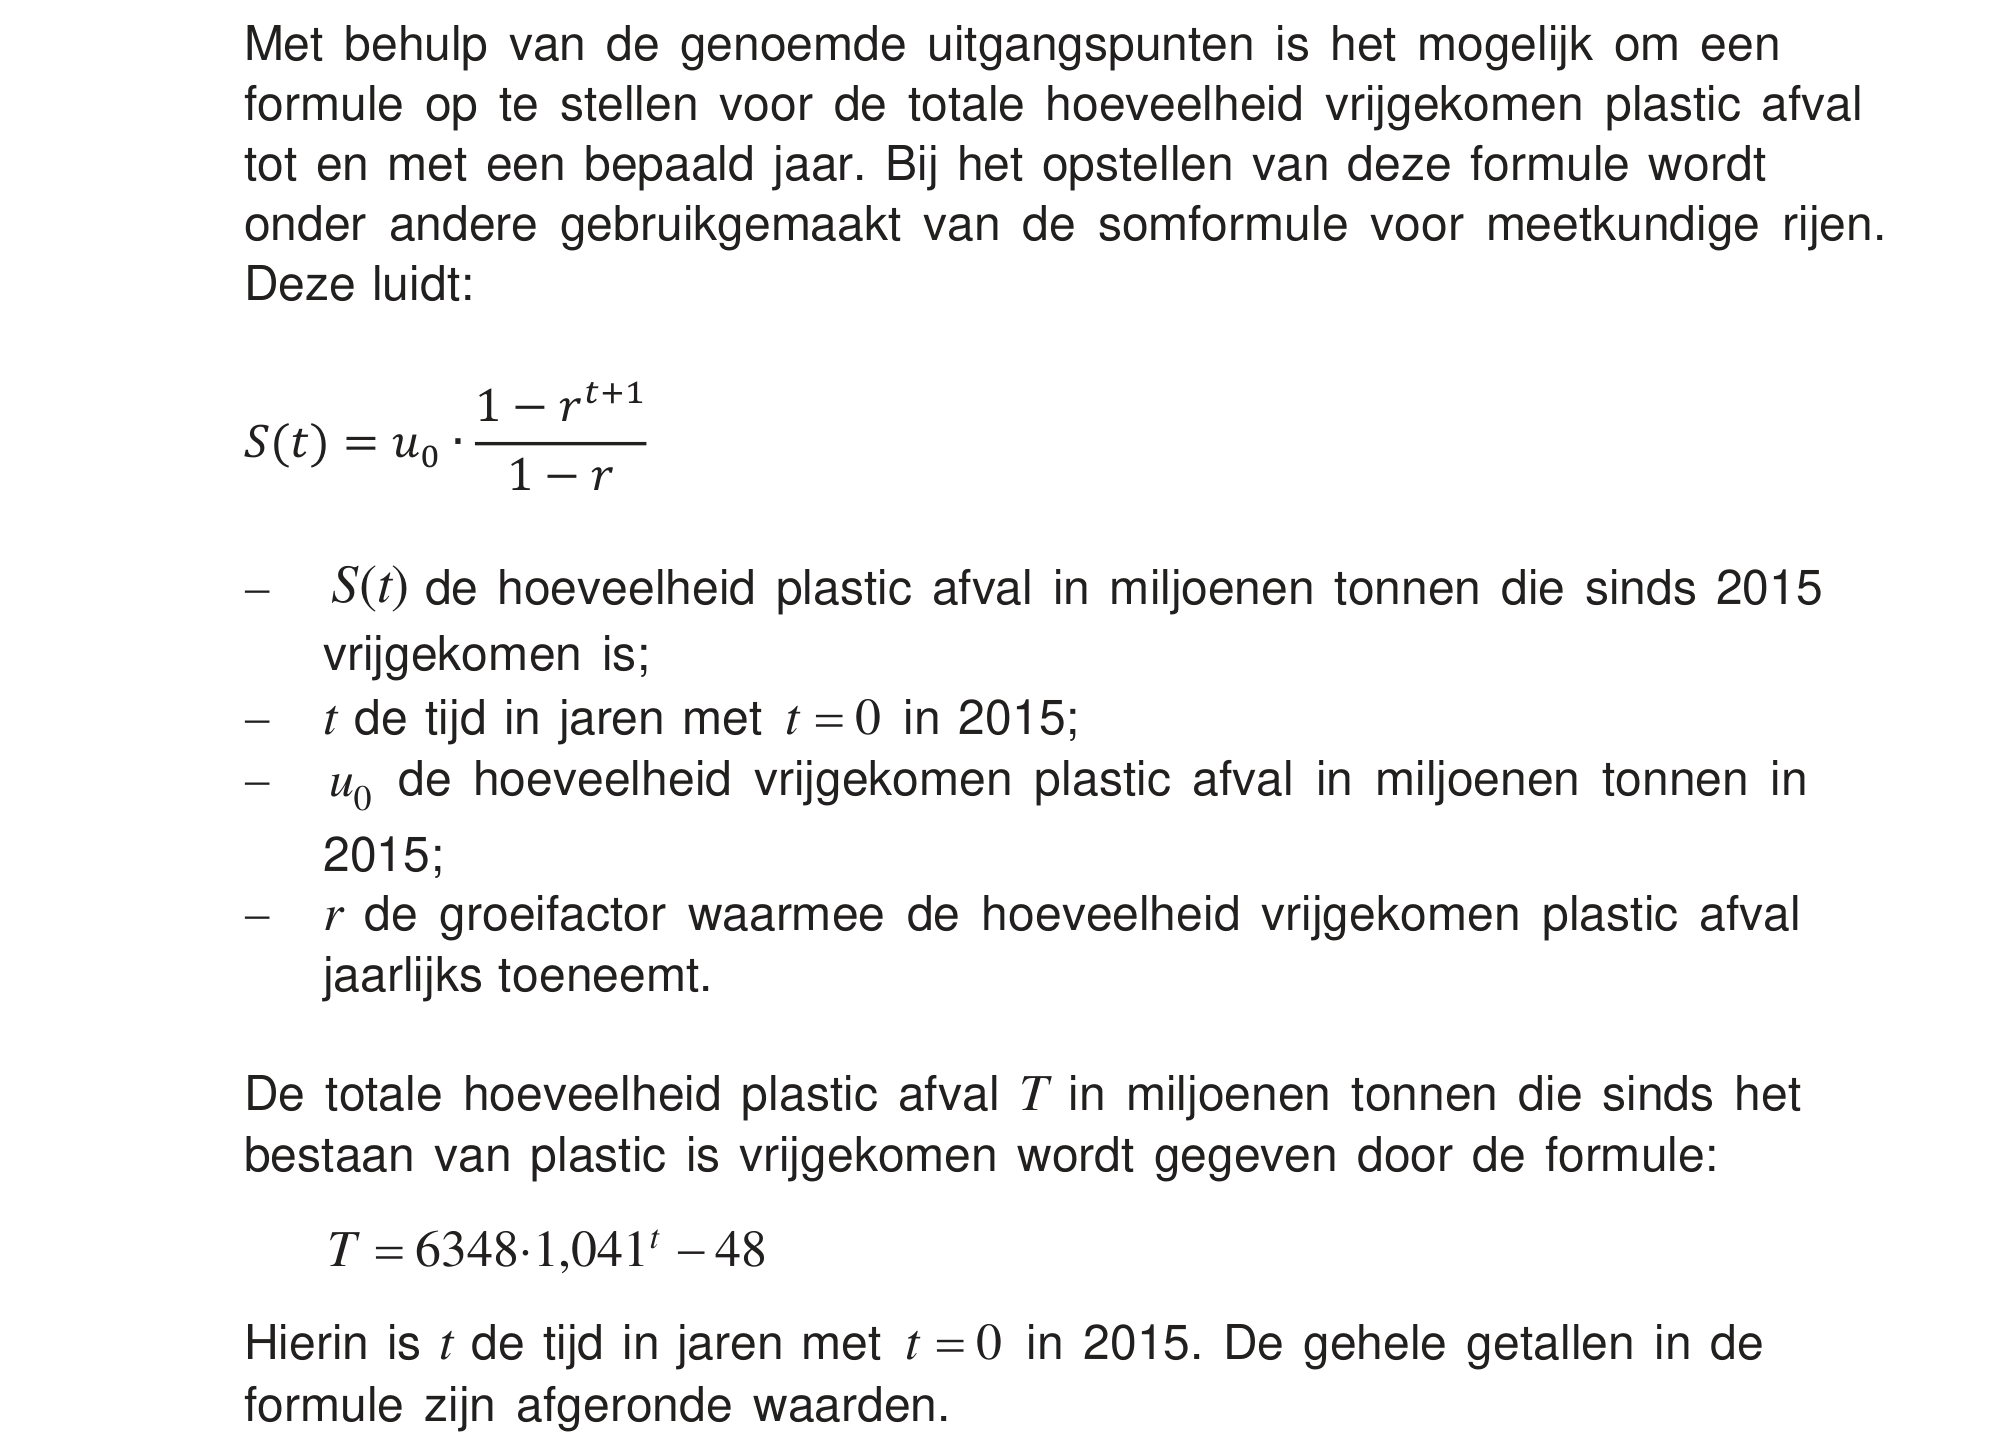 Met behulp van de genoemde uitgangspunten is het mogelijk om een
formule op te stellen voor de totale hoeveelheid vrijgekomen plastic afval
tot en met een bepaald jaar. Bij het opstellen van deze formule wordt
onder andere gebruikgemaakt van de somformule voor meetkundige rijen.
Deze luidt:
S(t) = u₀ · (1 − r^{t+1}) / (1 − r)
– S(t) de hoeveelheid plastic afval in miljoenen tonnen die sinds 2015
vrijgekomen is;
– t de tijd in jaren met t = 0 in 2015;
– u₀ de hoeveelheid vrijgekomen plastic afval in miljoenen tonnen in
2015;
– r de groeifactor waarmee de hoeveelheid vrijgekomen plastic afval
jaarlijks toeneemt.
De totale hoeveelheid plastic afval T in miljoenen tonnen die sinds het
bestaan van plastic is vrijgekomen wordt gegeven door de formule:
T = 6348·1,041^t − 48
Hierin is t de tijd in jaren met t = 0 in 2015. De gehele getallen in de
formule zijn afgeronde waarden.